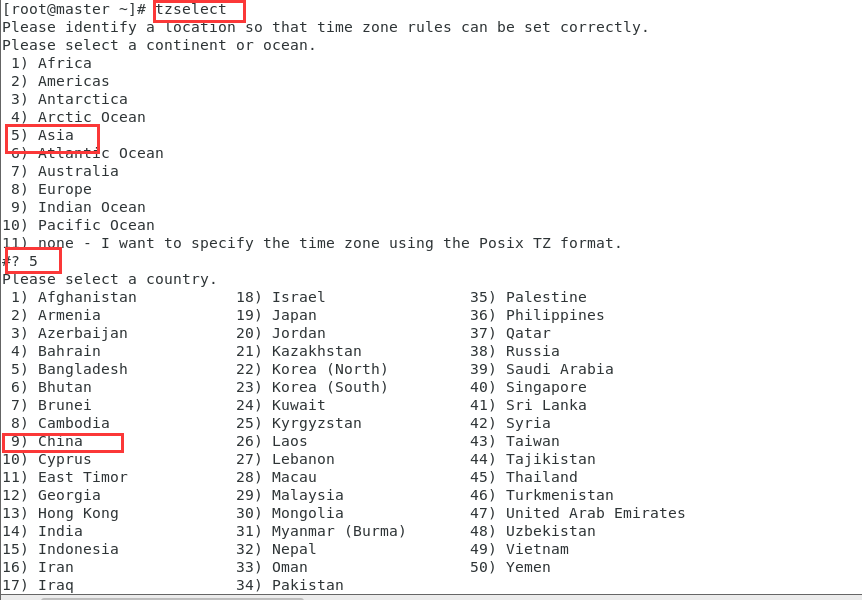 [root@master ~]# tzselect
Please identify a location so that time zone rules can be set correctly.
Please select a continent or ocean.
 1) Africa
 2) Americas
 3) Antarctica
 4) Arctic Ocean
 5) Asia
 6) Atlantic Ocean
 7) Australia
 8) Europe
 9) Indian Ocean
10) Pacific Ocean
11) none - I want to specify the time zone using the Posix TZ format.
#? 5
Please select a country.
 1) Afghanistan           18) Israel                35) Palestine
 2) Armenia               19) Japan                 36) Philippines
 3) Azerbaijan            20) Jordan                37) Qatar
 4) Bahrain               21) Kazakhstan            38) Russia
 5) Bangladesh            22) Korea (North)         39) Saudi Arabia
 6) Bhutan                23) Korea (South)         40) Singapore
 7) Brunei                24) Kuwait                41) Sri Lanka
 8) Cambodia              25) Kyrgyzstan            42) Syria
 9) China                 26) Laos                  43) Taiwan
10) Cyprus                27) Lebanon               44) Tajikistan
11) East Timor            28) Macau                 45) Thailand
12) Georgia               29) Malaysia              46) Turkmenistan
13) Hong Kong             30) Mongolia              47) United Arab Emirates
14) India                 31) Myanmar (Burma)       48) Uzbekistan
15) Indonesia             32) Nepal                 49) Vietnam
16) Iran                  33) Oman                  50) Yemen
17) Iraq                  34) Pakistan